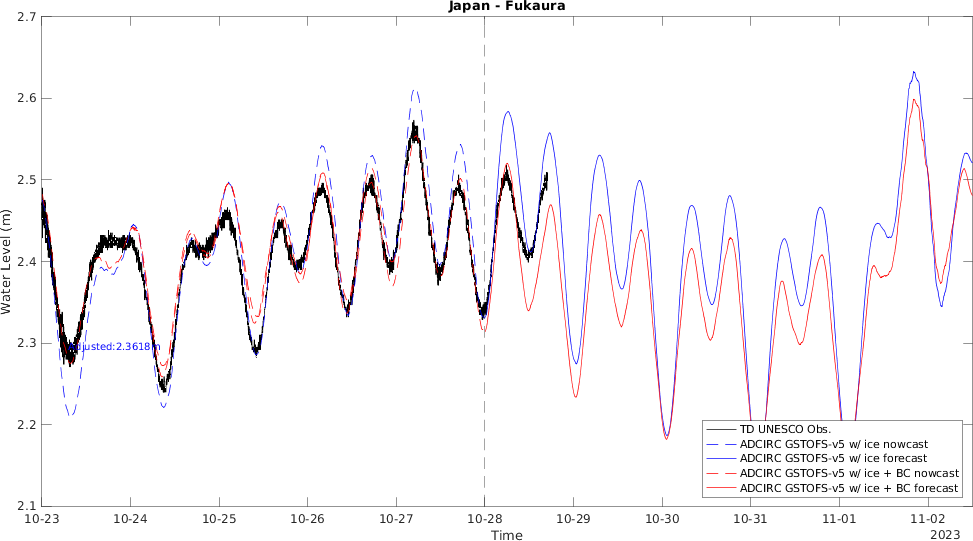 Japan - Fukaura
2.7
2.6
2.5
2.4
2.3
2.2
2.1
Water Level (m)
TD UNESCO Obs.
ADCIRC GSTOFS-v5 w/ ice nowcast
ADCIRC GSTOFS-v5 w/ ice forecast
ADCIRC GSTOFS-v5 w/ ice + BC nowcast
ADCIRC GSTOFS-v5 w/ ice + BC forecast
10-23 10-24 10-25 10-26 10-27 10-28 10-29 10-30 10-31 11-01 11-02
2023
Time